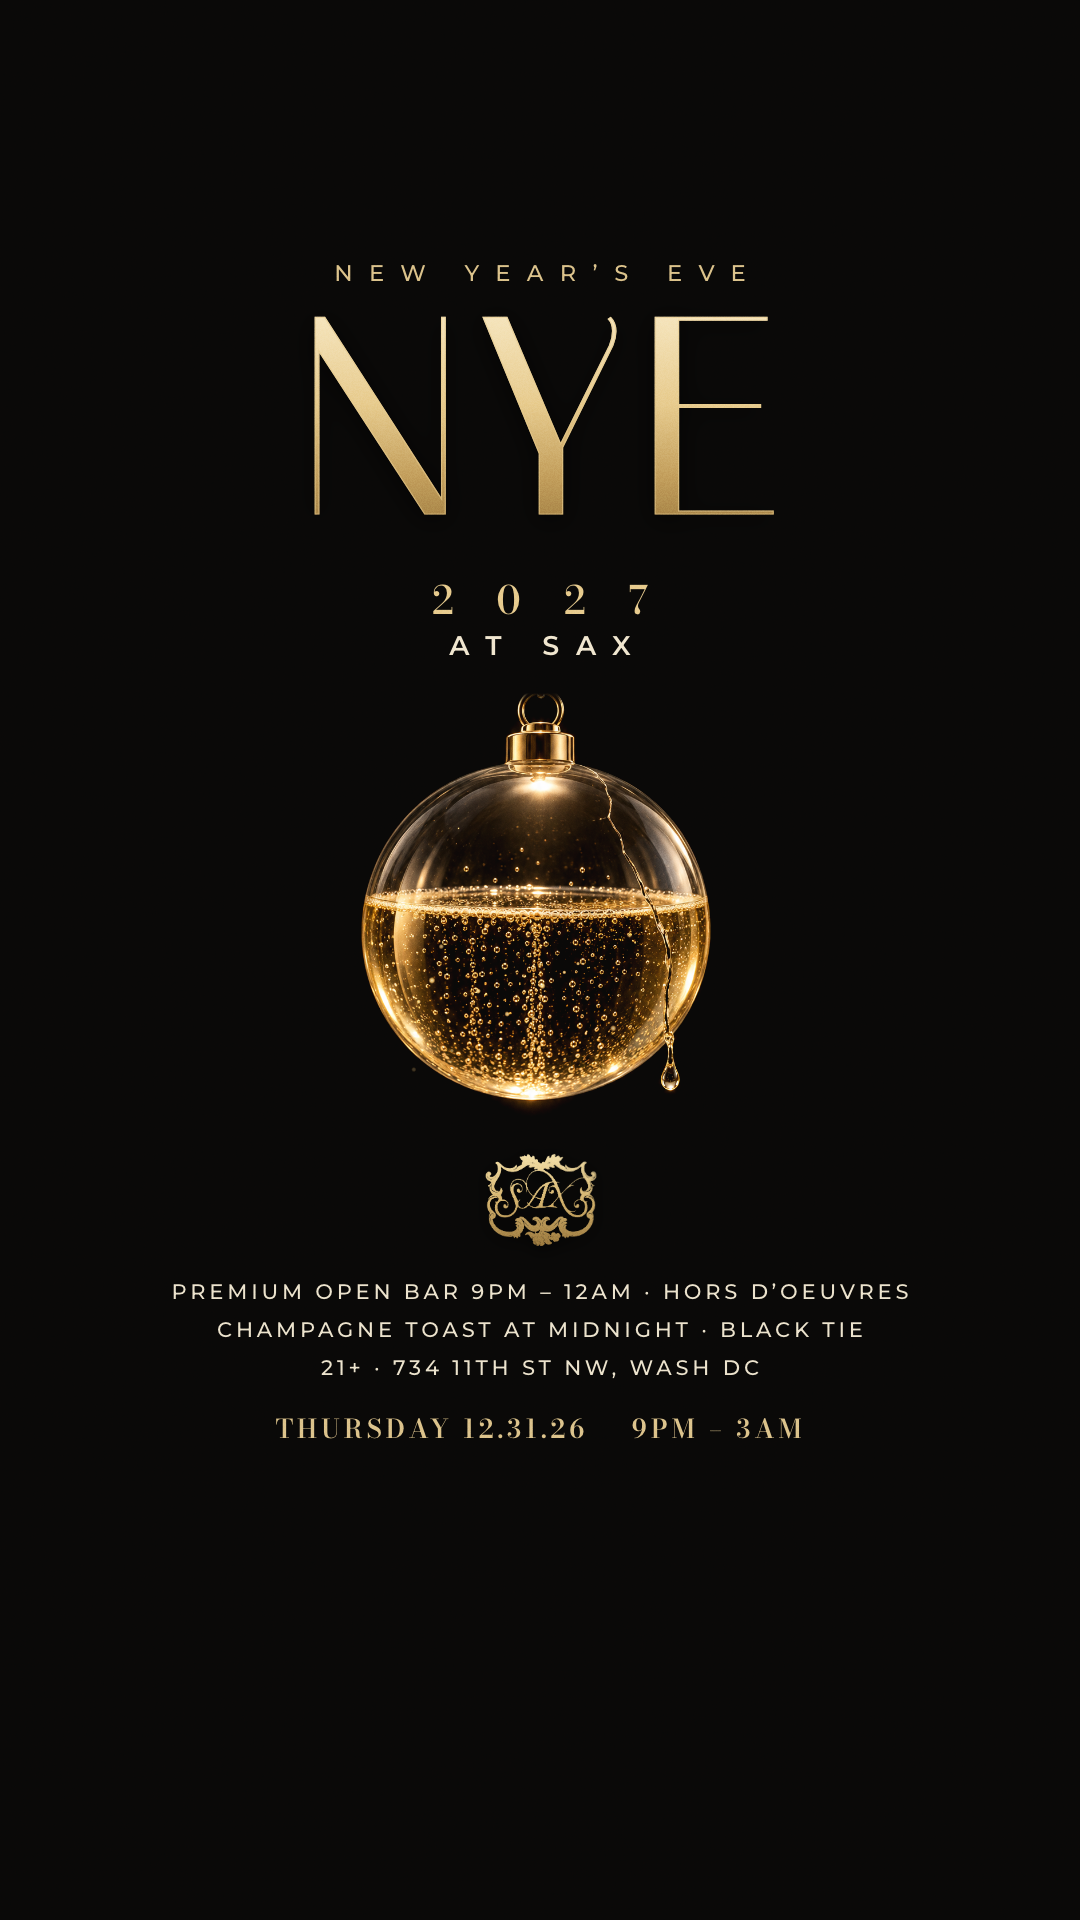 NEW YEAR’S EVE
NYE
2027
AT SAX
SAX
PREMIUM OPEN BAR 9PM – 12AM · HORS D’OEUVRES
CHAMPAGNE TOAST AT MIDNIGHT · BLACK TIE
21+ · 734 11TH ST NW, WASH DC
THURSDAY 12.31.26 9PM – 3AM